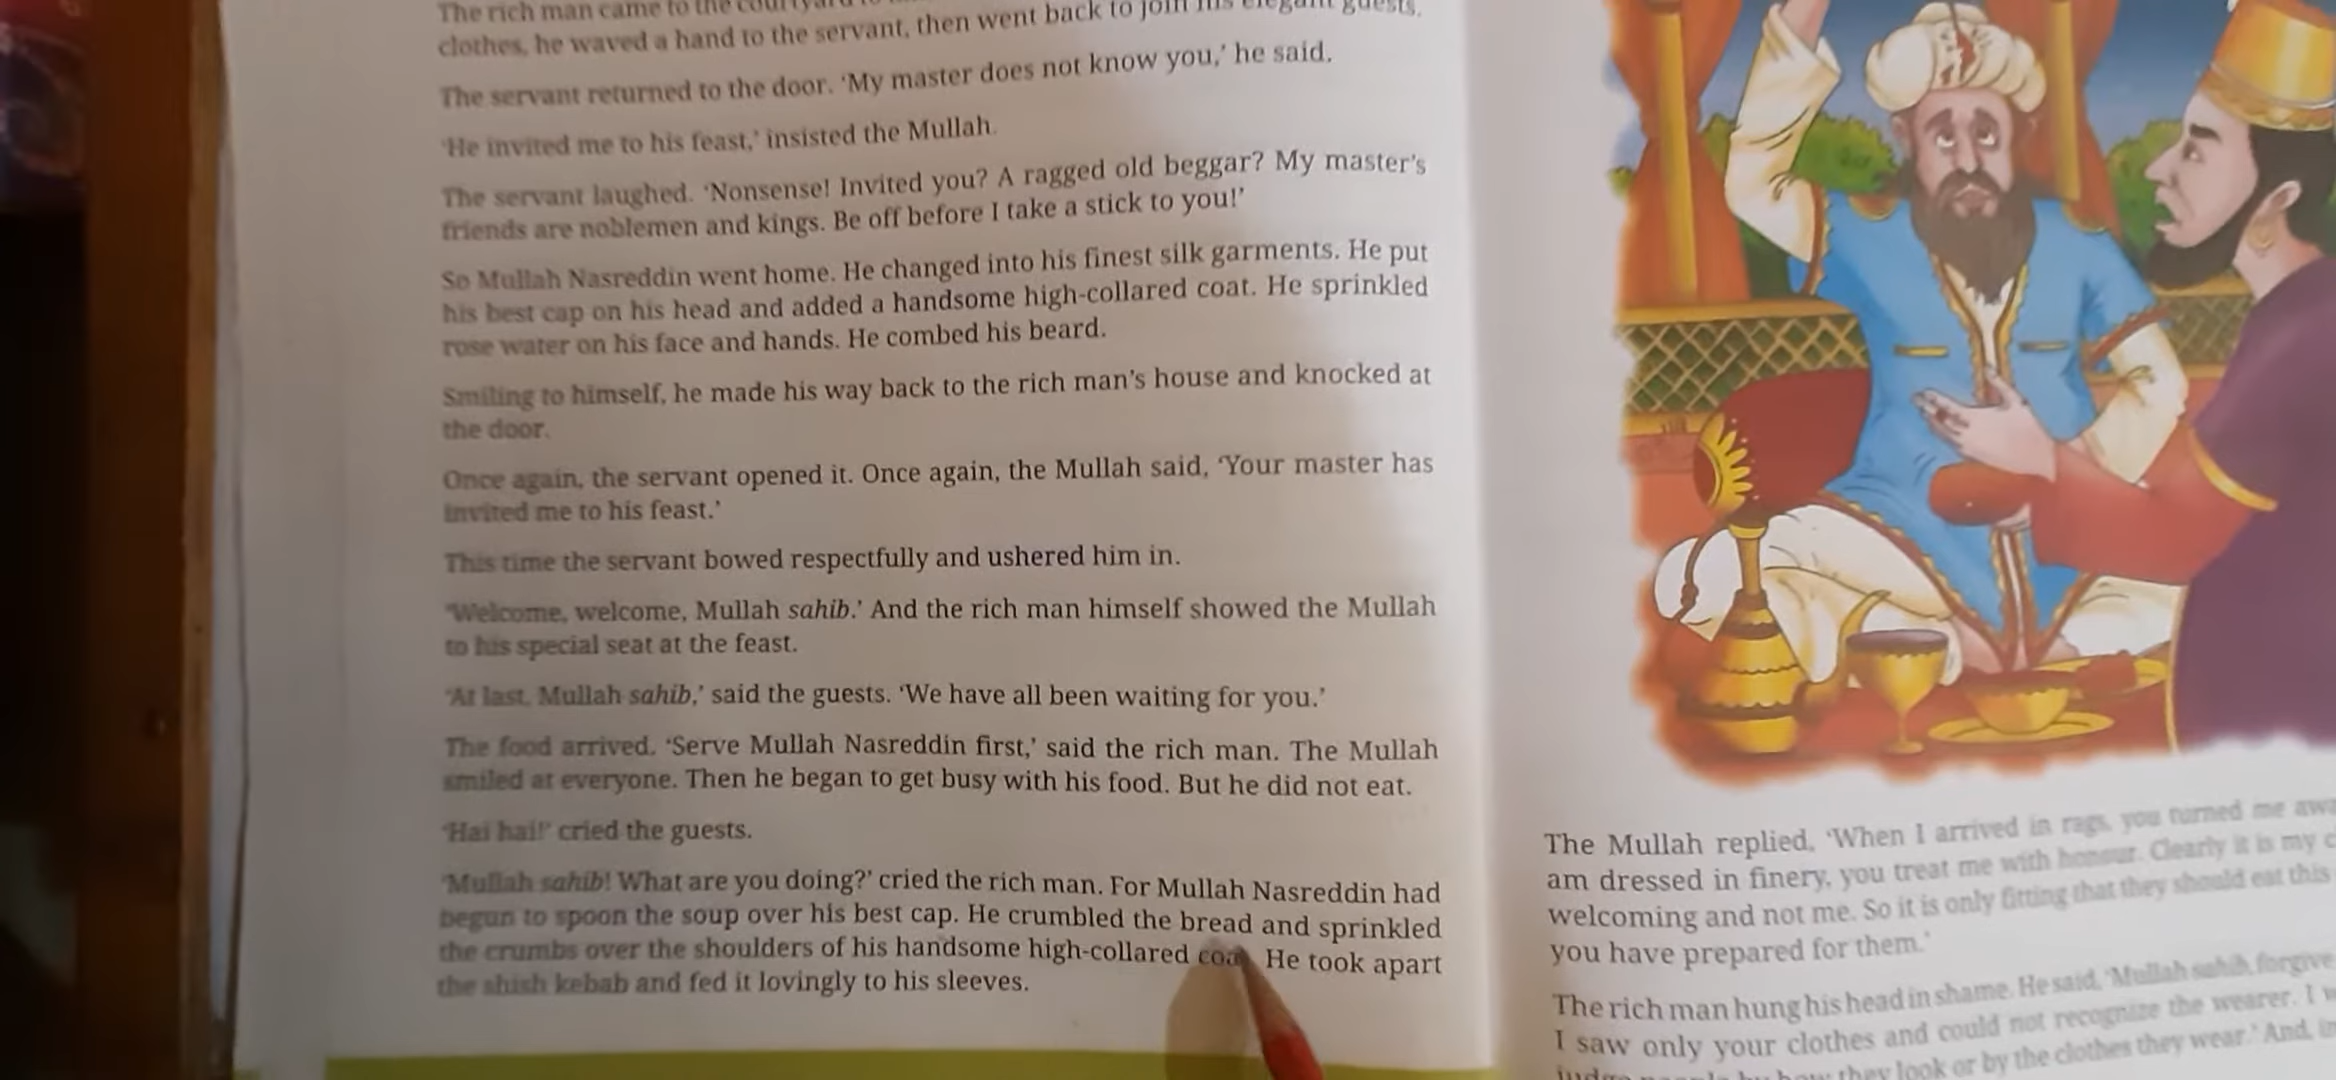 The rich man came to the courtyard
clothes, he waved a hand to the servant, then went back to join his elegant guests.
The servant returned to the door. ‘My master does not know you,’ he said.
‘He invited me to his feast,’ insisted the Mullah.
The servant laughed. ‘Nonsense! Invited you? A ragged old beggar? My master’s
friends are noblemen and kings. Be off before I take a stick to you!’
So Mullah Nasreddin went home. He changed into his finest silk garments. He put
his best cap on his head and added a handsome high-collared coat. He sprinkled
rose water on his face and hands. He combed his beard.
Smiling to himself, he made his way back to the rich man’s house and knocked at
the door.
Once again, the servant opened it. Once again, the Mullah said, ‘Your master has
invited me to his feast.’
This time the servant bowed respectfully and ushered him in.
‘Welcome, welcome, Mullah sahib.’ And the rich man himself showed the Mullah
to his special seat at the feast.
‘At last, Mullah sahib,’ said the guests. ‘We have all been waiting for you.’
The food arrived. ‘Serve Mullah Nasreddin first,’ said the rich man. The Mullah
smiled at everyone. Then he began to get busy with his food. But he did not eat.
‘Hai hai!’ cried the guests.
‘Mullah sahib! What are you doing?’ cried the rich man. For Mullah Nasreddin had
begun to spoon the soup over his best cap. He crumbled the bread and sprinkled
the crumbs over the shoulders of his handsome high-collared coat. He took apart
the shish kebab and fed it lovingly to his sleeves.
The Mullah replied, ‘When I arrived in rags, you turned me
am dressed in finery, you treat me with honour. Clearly it is my
welcoming and not me. So it is only fitting that they should eat this
you have prepared for them.’
The rich man hung his head in shame. He said, ‘Mullah sahib, forgive
I saw only your clothes and could not recognize the wearer. I
judge people by how they look or by the clothes they wear.’ And,